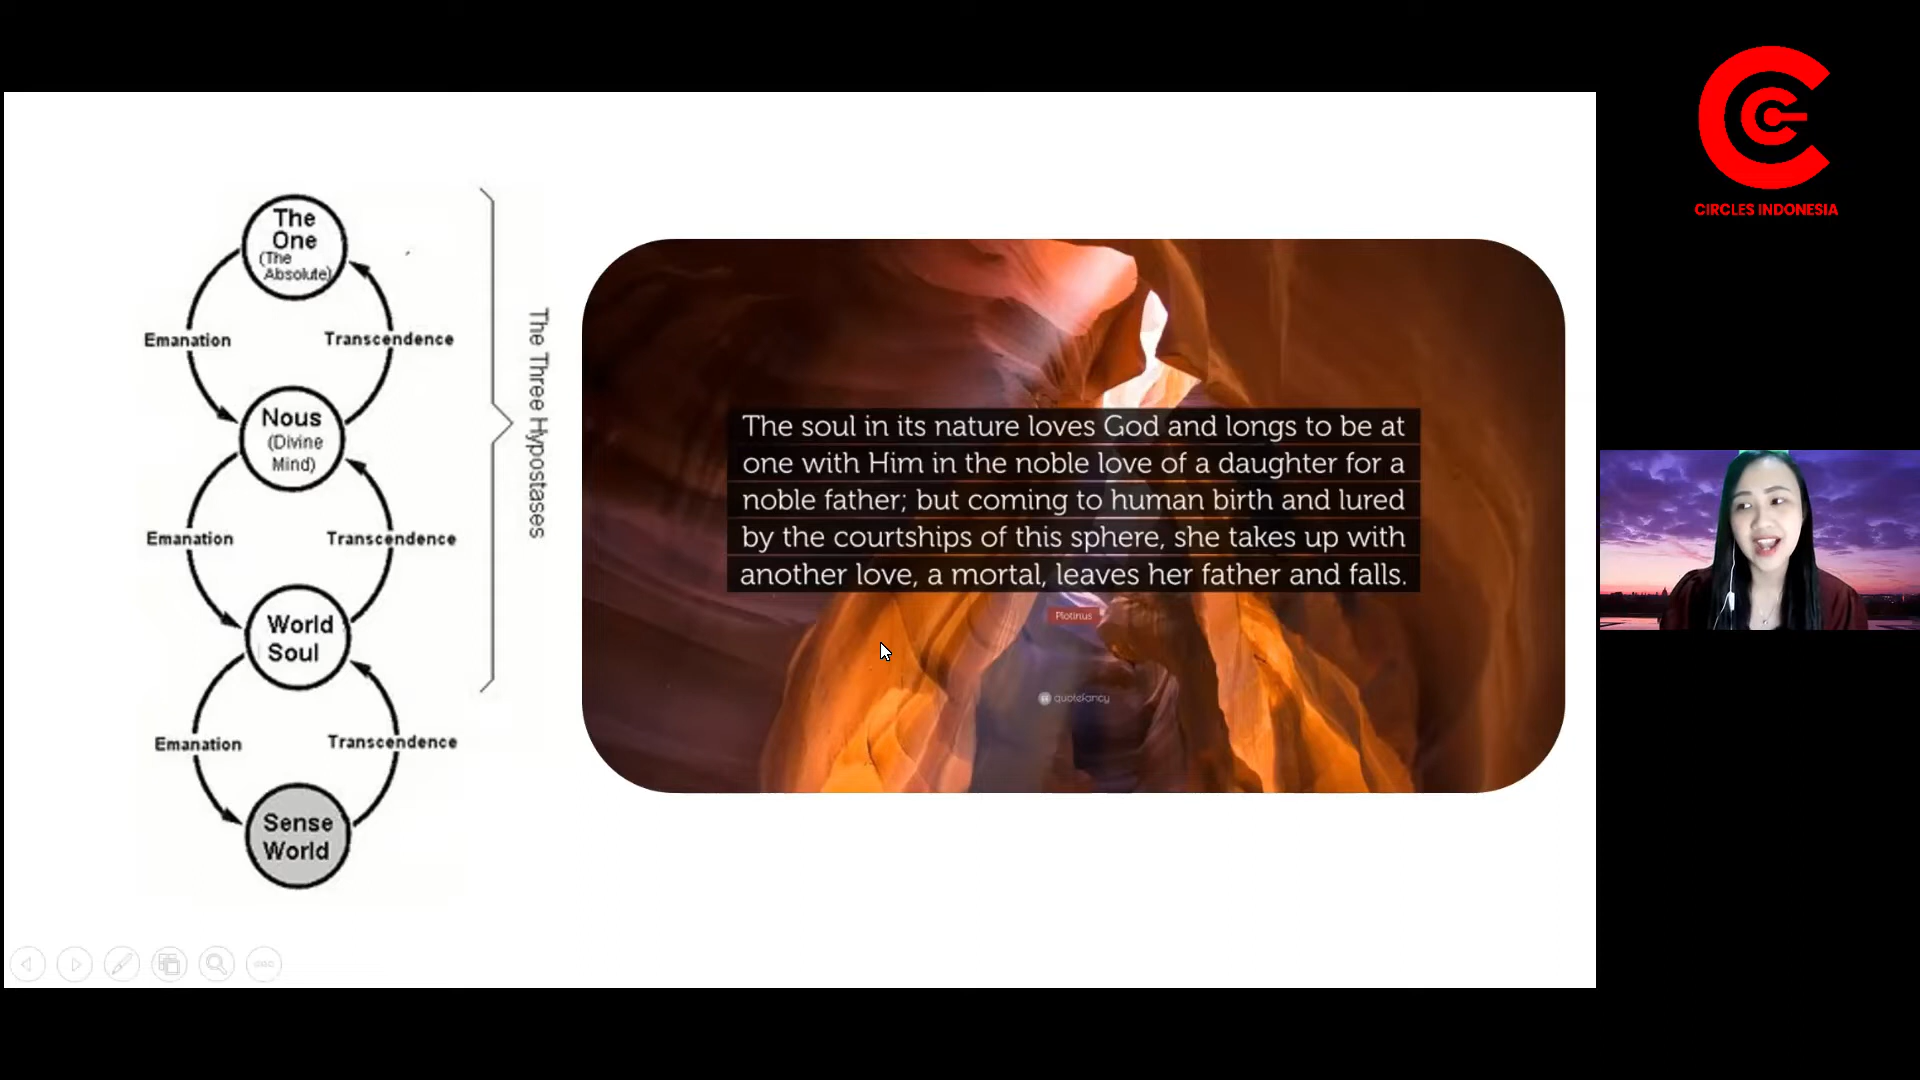 The
One
(The
Absolute)
Emanation
Transcendence
Nous
(Divine
Mind)
Emanation
Transcendence
World
Soul
Emanation
Transcendence
Sense
World
The Three Hypostases
The soul in its nature loves God and longs to be at
one with Him in the noble love of a daughter for a
noble father; but coming to human birth and lured
by the courtships of this sphere, she takes up with
another love, a mortal, leaves her father and falls.
Plotinus
quotefancy
CIRCLES INDONESIA